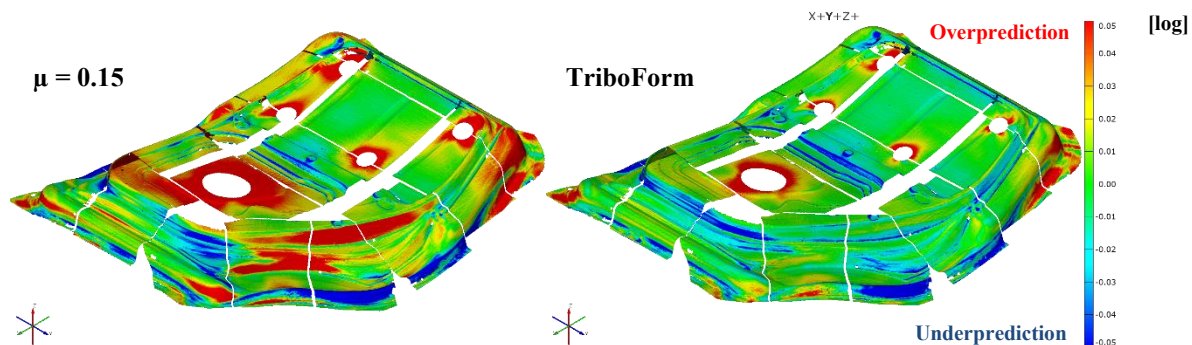 X+Y+Z+
Overprediction
[log]
μ = 0.15
TriboForm
0.05
0.04
0.03
0.02
0.01
0.00
-0.01
-0.02
-0.03
-0.04
-0.05
Underprediction